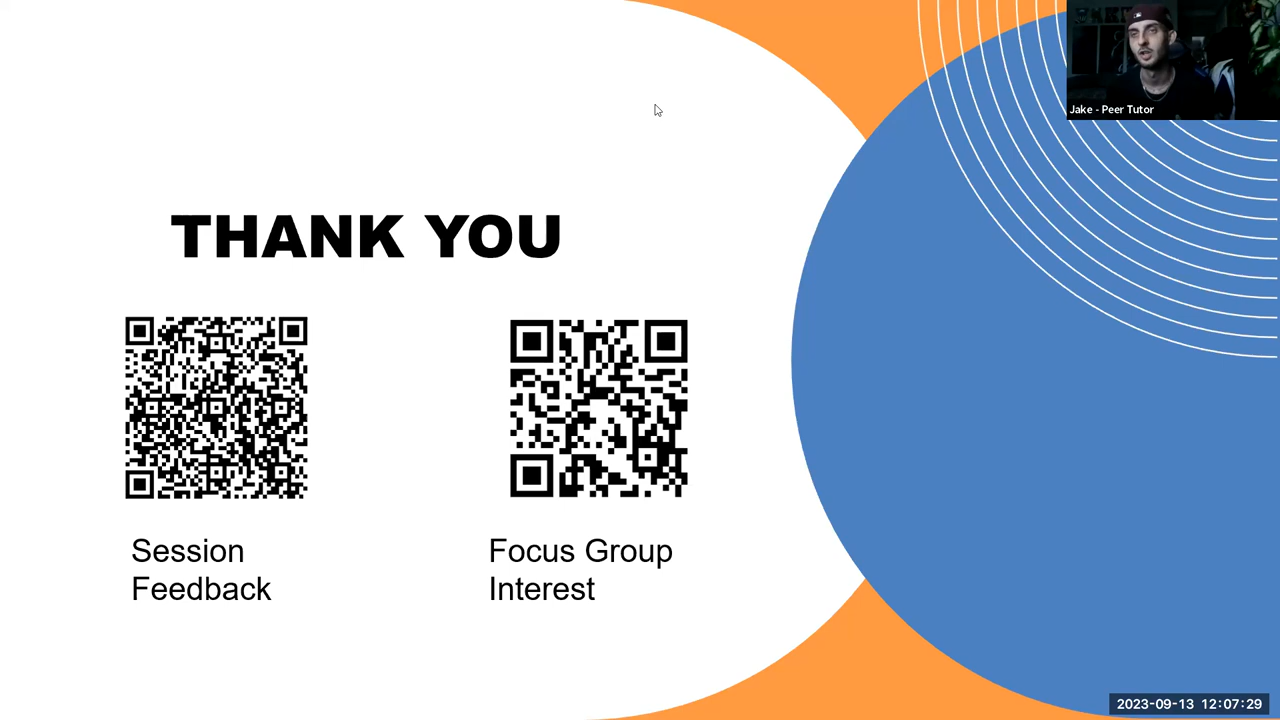 Jake - Peer Tutor
THANK YOU
Session
Feedback
Focus Group
Interest
2023-09-13 12:07:29